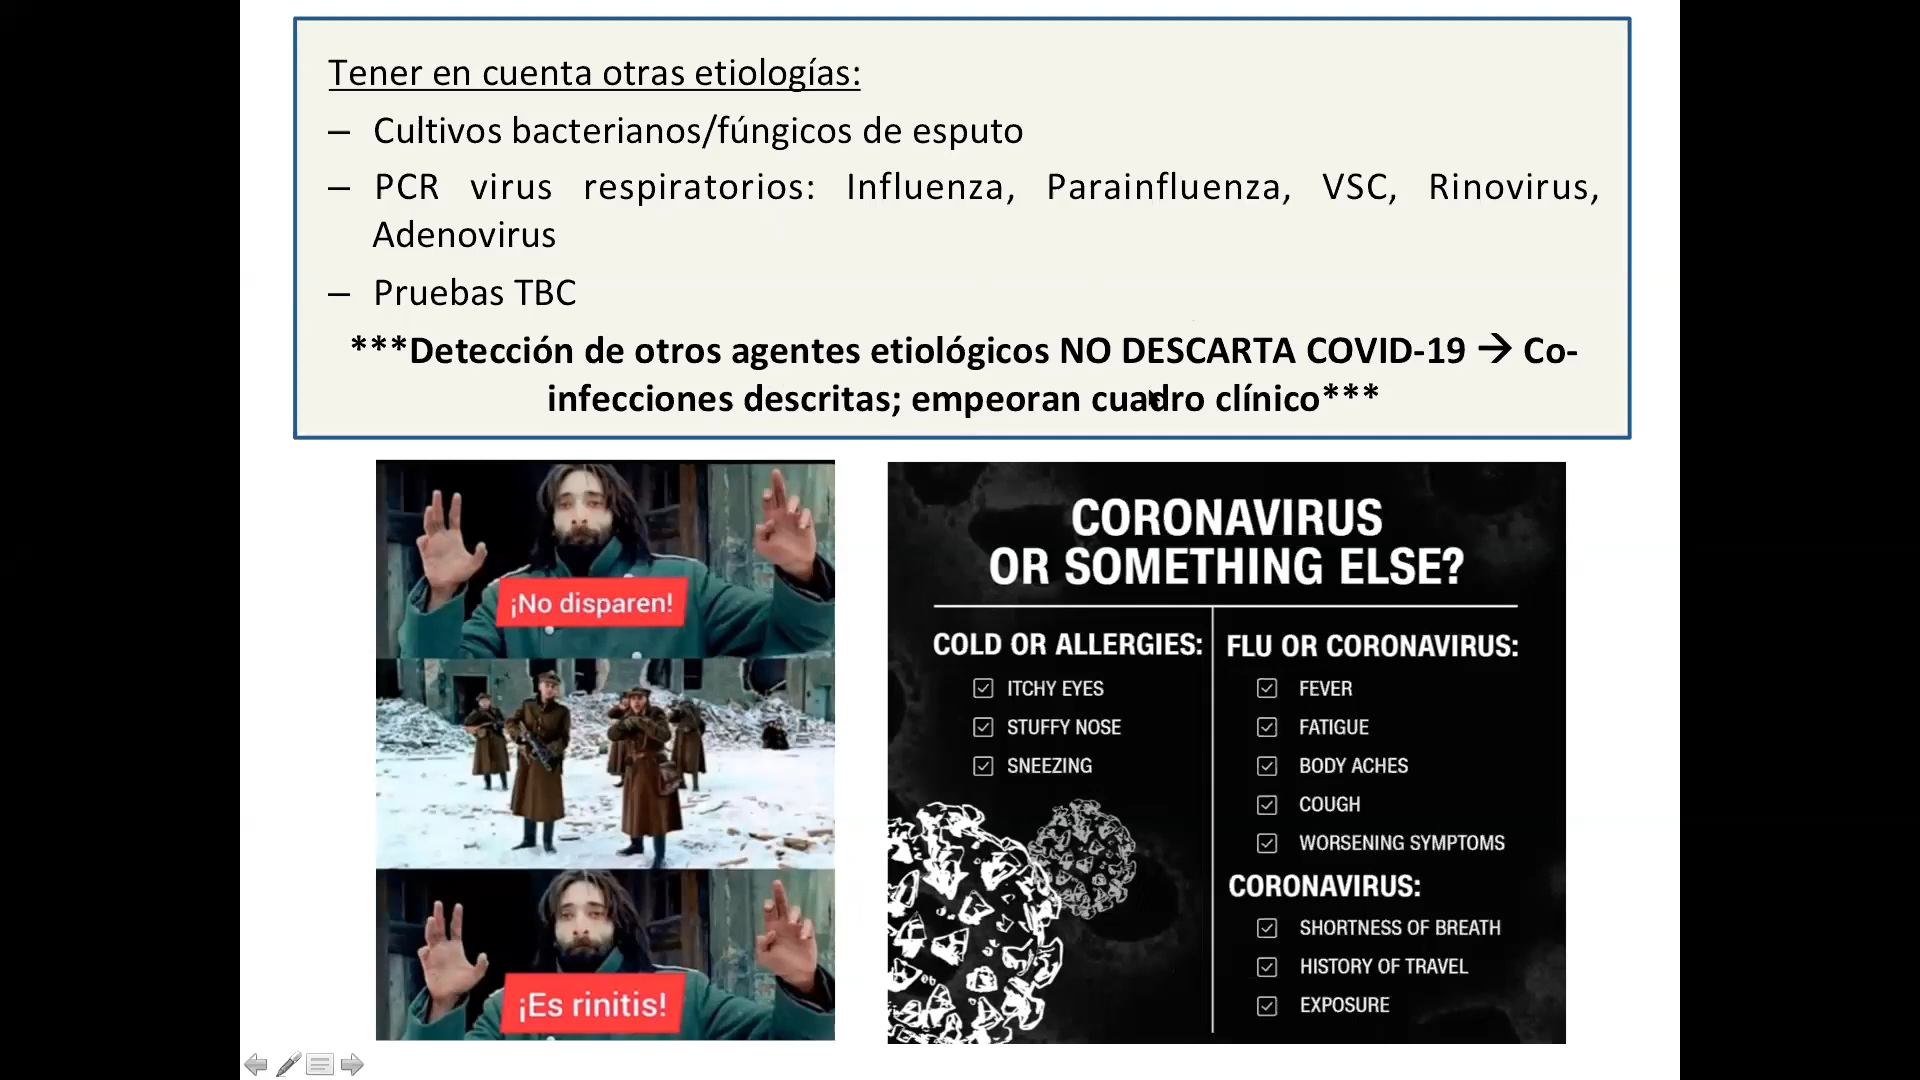 Tener en cuenta otras etiologías:
– Cultivos bacterianos/fúngicos de esputo
– PCR virus respiratorios: Influenza, Parainfluenza, VSC, Rinovirus,
Adenovirus
– Pruebas TBC
***Detección de otros agentes etiológicos NO DESCARTA COVID-19 → Co-
infecciones descritas; empeoran cuadro clínico***
¡No disparen!
¡Es rinitis!
CORONAVIRUS
OR SOMETHING ELSE?
COLD OR ALLERGIES:
ITCHY EYES
STUFFY NOSE
SNEEZING
FLU OR CORONAVIRUS:
FEVER
FATIGUE
BODY ACHES
COUGH
WORSENING SYMPTOMS
CORONAVIRUS:
SHORTNESS OF BREATH
HISTORY OF TRAVEL
EXPOSURE